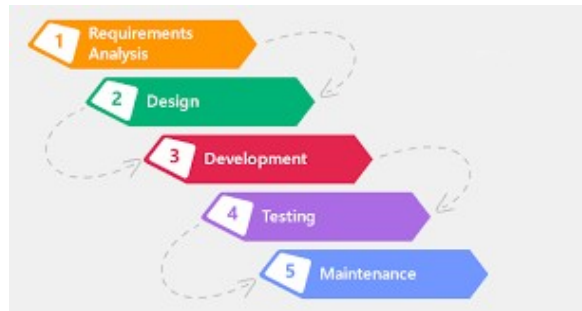 1
Requirements
Analysis
2
Design
3
Development
4
Testing
5
Maintenance